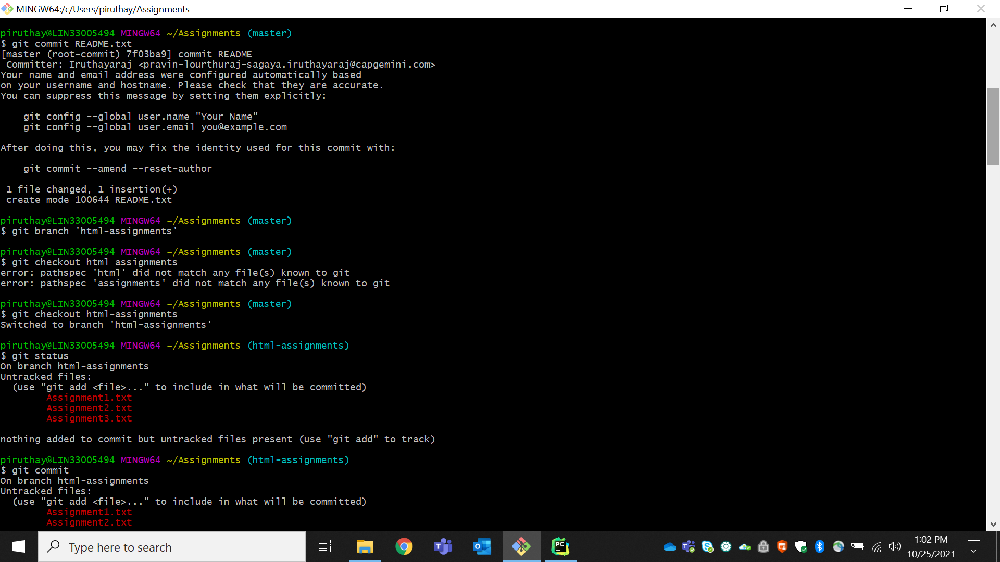 MINGW64:/c/Users/piruthay/Assignments
piruthay@LIN33005494 MINGW64 ~/Assignments (master)
$ git commit README.txt
[master (root-commit) 7f03ba9] commit README
 Committer: Iruthayaraj <pravin-lourthuraj-sagaya.iruthayaraj@capgemini.com>
Your name and email address were configured automatically based
on your username and hostname. Please check that they are accurate.
You can suppress this message by setting them explicitly:
    git config --global user.name "Your Name"
    git config --global user.email you@example.com
After doing this, you may fix the identity used for this commit with:
    git commit --amend --reset-author
 1 file changed, 1 insertion(+)
 create mode 100644 README.txt
piruthay@LIN33005494 MINGW64 ~/Assignments (master)
$ git branch 'html-assignments'
piruthay@LIN33005494 MINGW64 ~/Assignments (master)
$ git checkout html assignments
error: pathspec 'html' did not match any file(s) known to git
error: pathspec 'assignments' did not match any file(s) known to git
piruthay@LIN33005494 MINGW64 ~/Assignments (master)
$ git checkout html-assignments
Switched to branch 'html-assignments'
piruthay@LIN33005494 MINGW64 ~/Assignments (html-assignments)
$ git status
On branch html-assignments
Untracked files:
  (use "git add <file>..." to include in what will be committed)
        Assignment1.txt
        Assignment2.txt
        Assignment3.txt
nothing added to commit but untracked files present (use "git add" to track)
piruthay@LIN33005494 MINGW64 ~/Assignments (html-assignments)
$ git commit
On branch html-assignments
Untracked files:
  (use "git add <file>..." to include in what will be committed)
        Assignment1.txt
        Assignment2.txt
Type here to search
1:02 PM
10/25/2021